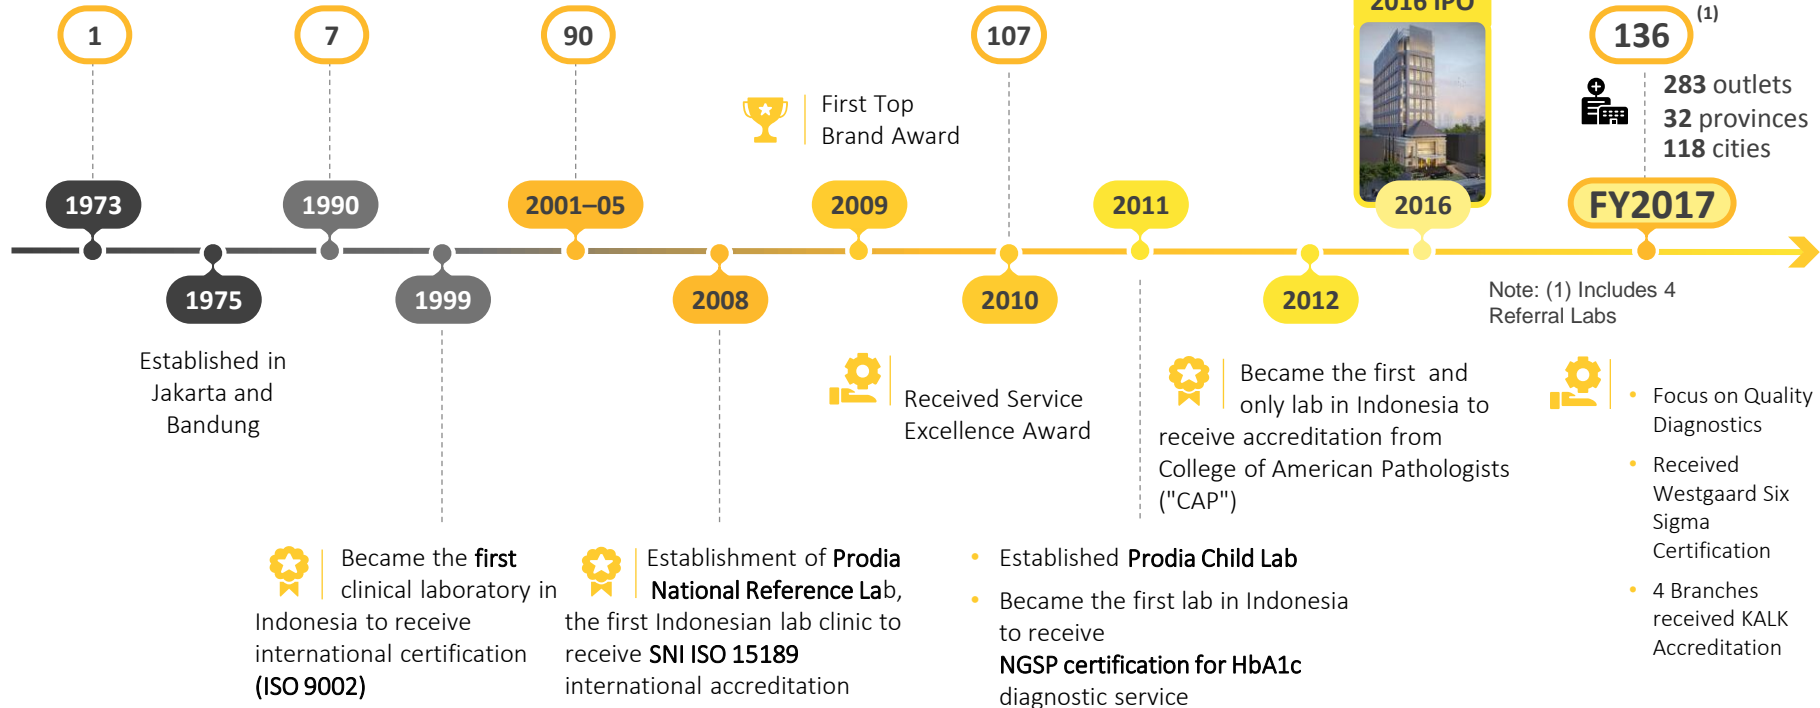 1
7
90
107
2016 IPO
136
(1)
283 outlets
32 provinces
118 cities
First Top
Brand Award
1973
1990
2001–05
2009
2011
2016
FY2017
1975
1999
2008
2010
2012
Note: (1) Includes 4
Referral Labs
Established in
Jakarta and
Bandung
Received Service
Excellence Award
Became the first and
only lab in Indonesia to
receive accreditation from
College of American Pathologists
("CAP")
• Focus on Quality
Diagnostics
• Received
Westgaard Six
Sigma
Certification
• 4 Branches
received KALK
Accreditation
Became the first
clinical laboratory in
Indonesia to receive
international certification
(ISO 9002)
Establishment of Prodia
National Reference Lab,
the first Indonesian lab clinic to
receive SNI ISO 15189
international accreditation
• Established Prodia Child Lab
• Became the first lab in Indonesia
to receive
NGSP certification for HbA1c
diagnostic service